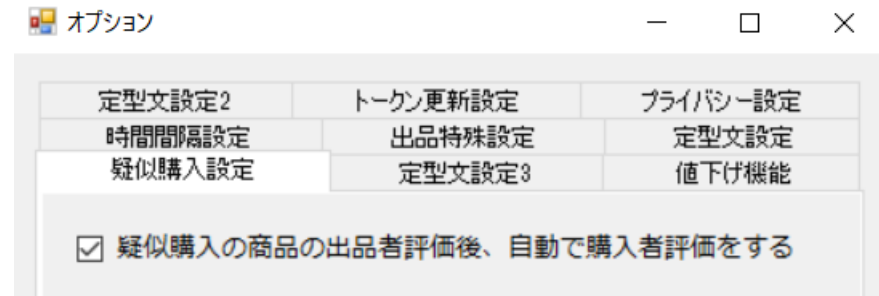 オプション
定型文設定2 トークン更新設定 プライバシー設定
時間間隔設定 出品特殊設定 定型文設定
疑似購入設定 定型文設定3 値下げ機能
疑似購入の商品の出品者評価後、自動で購入者評価をする